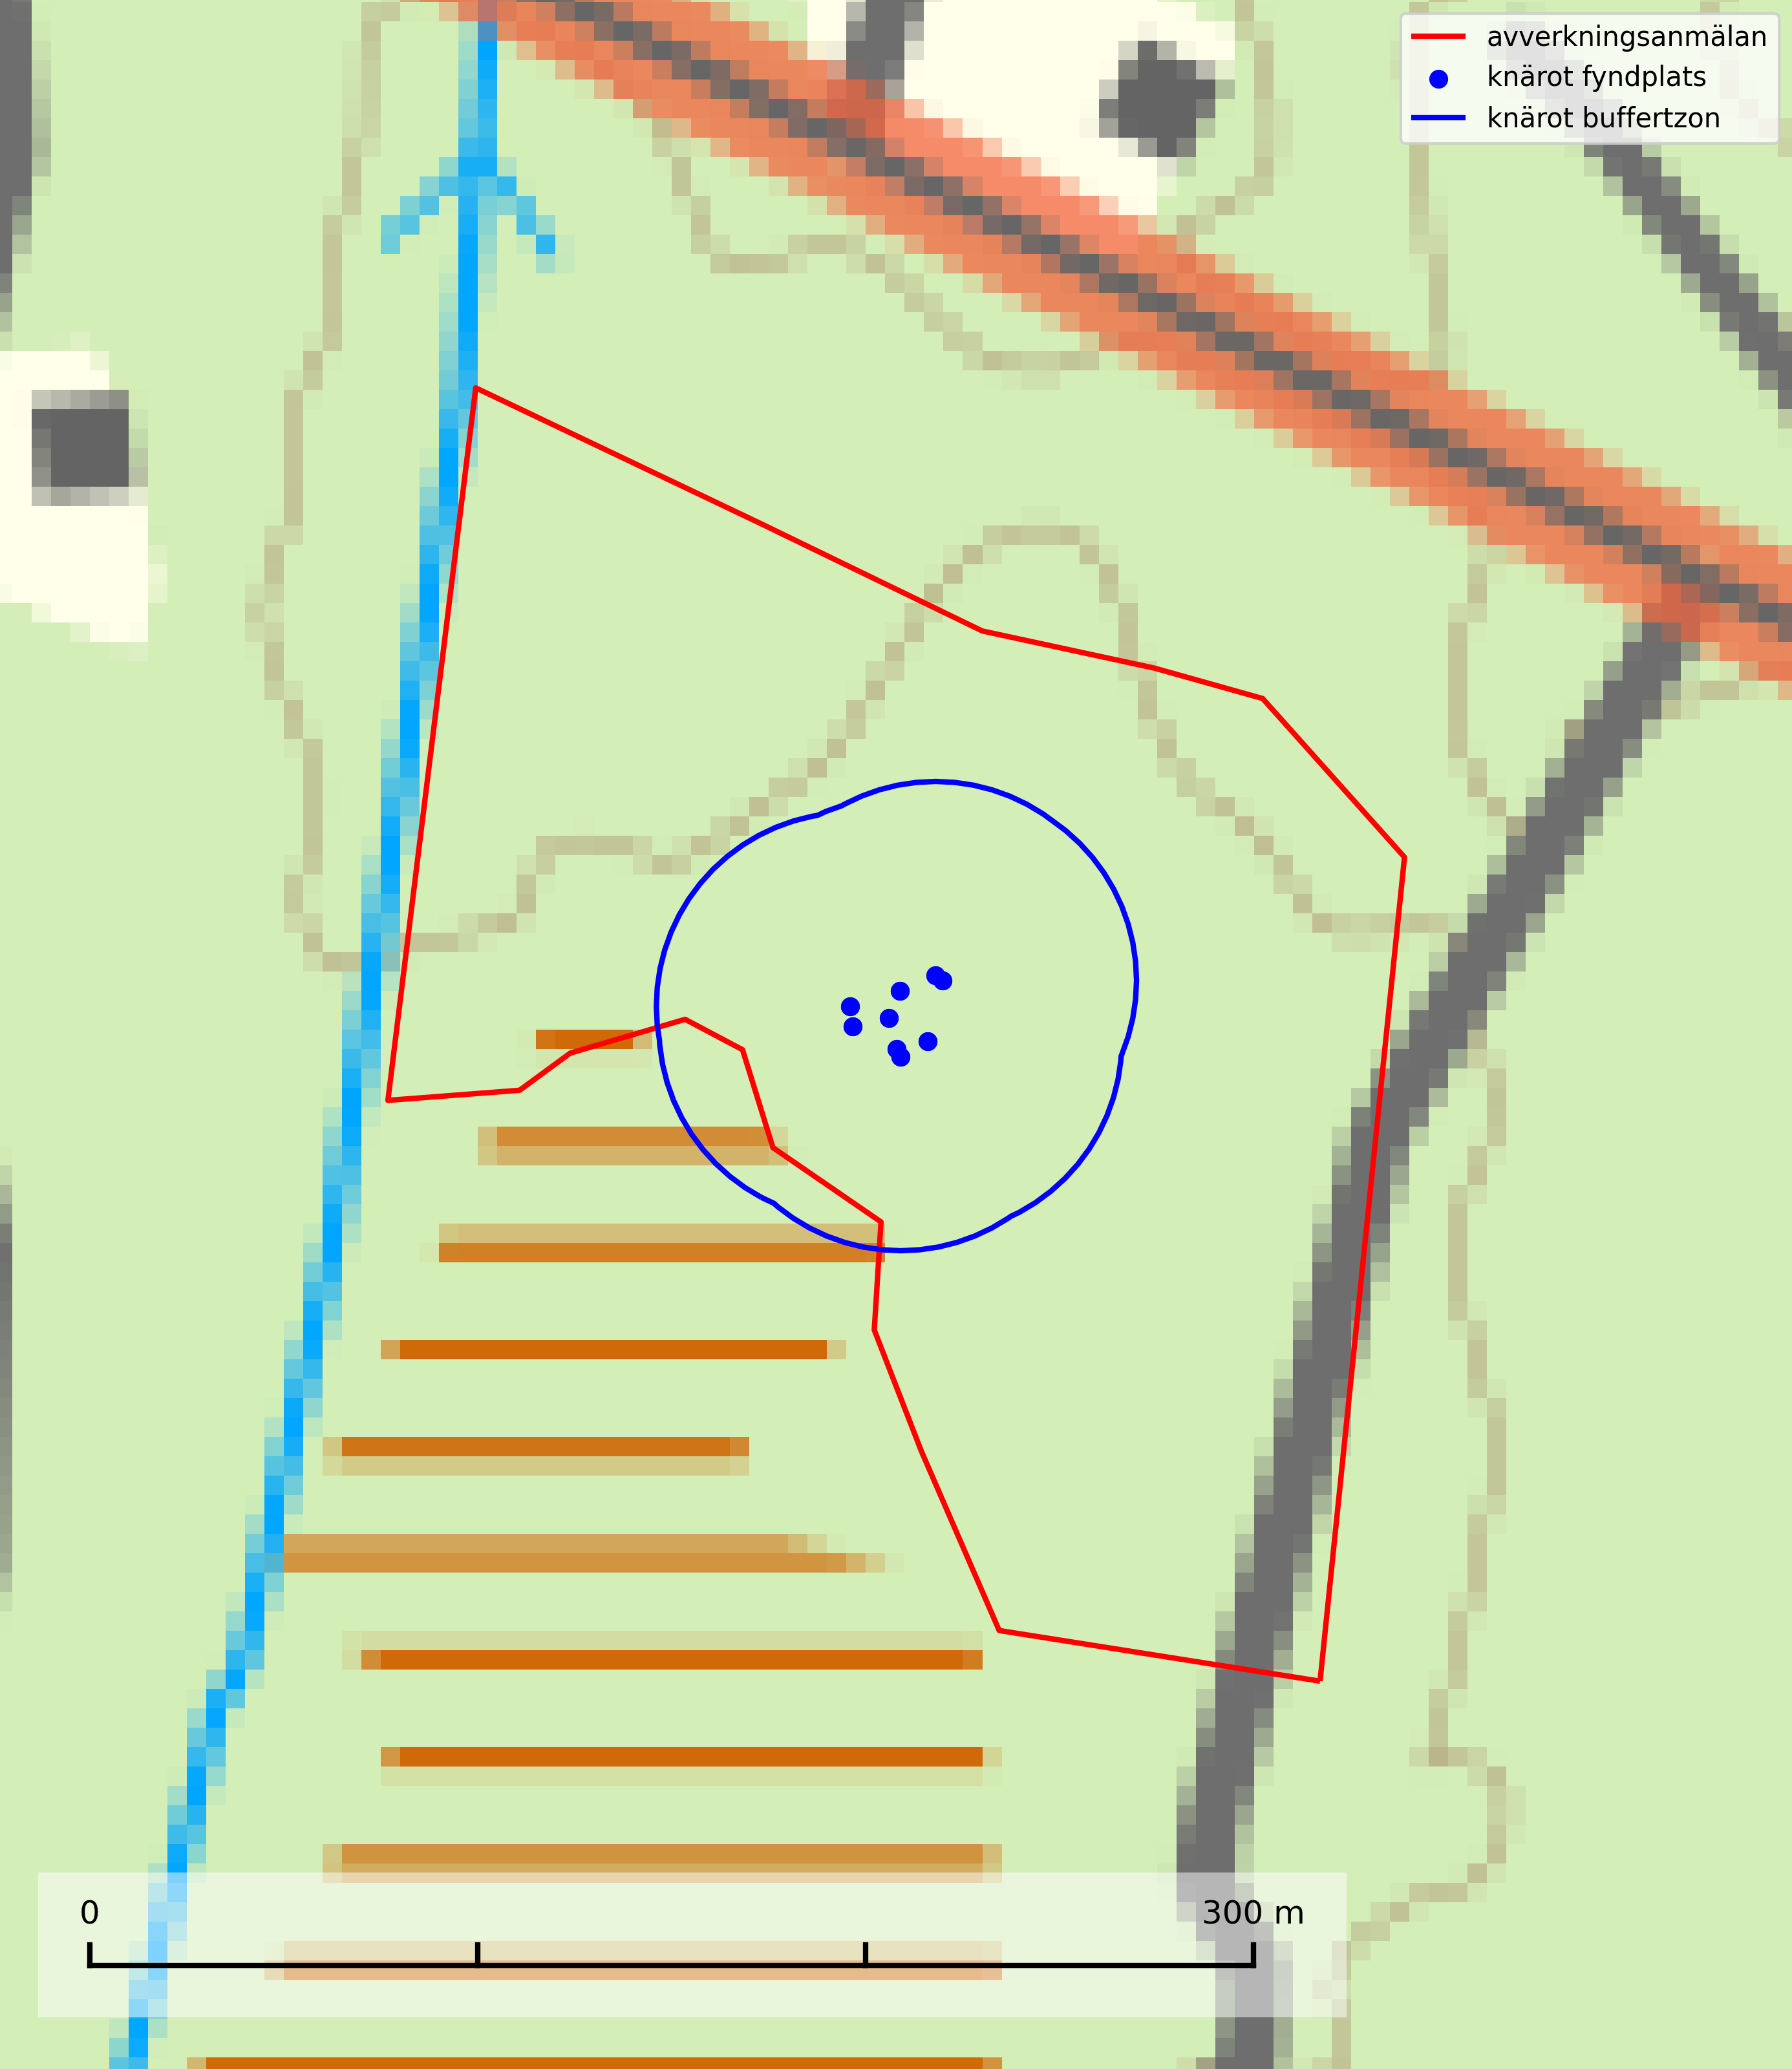 avverkningsanmälan
knärot fyndplats
knärot buffertzon
0
300 m